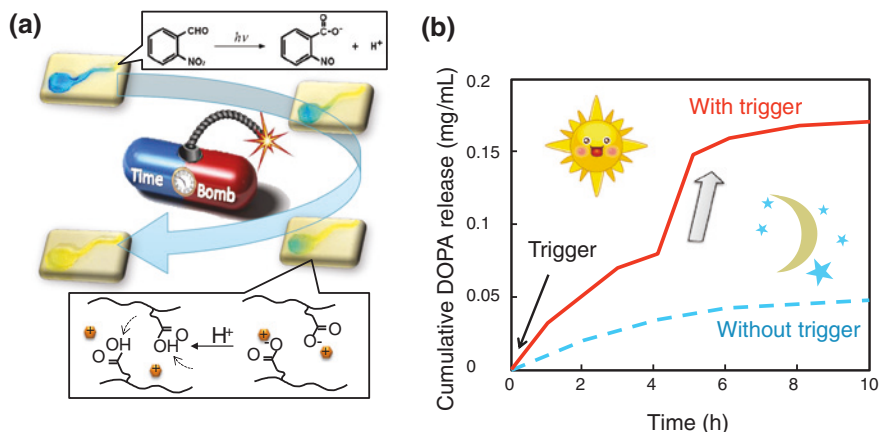 (a)
CHO
NO₂
hν
O
C–O⁻
NO
+ H⁺
Time
Bomb
+
O
OH
OH
O
+
H⁺
+
O
O⁻
O⁻
O
+
(b)
Cumulative DOPA release (mg/mL)
0.2
0.15
0.1
0.05
0
With trigger
Trigger
Without trigger
0 2 4 6 8 10
Time (h)